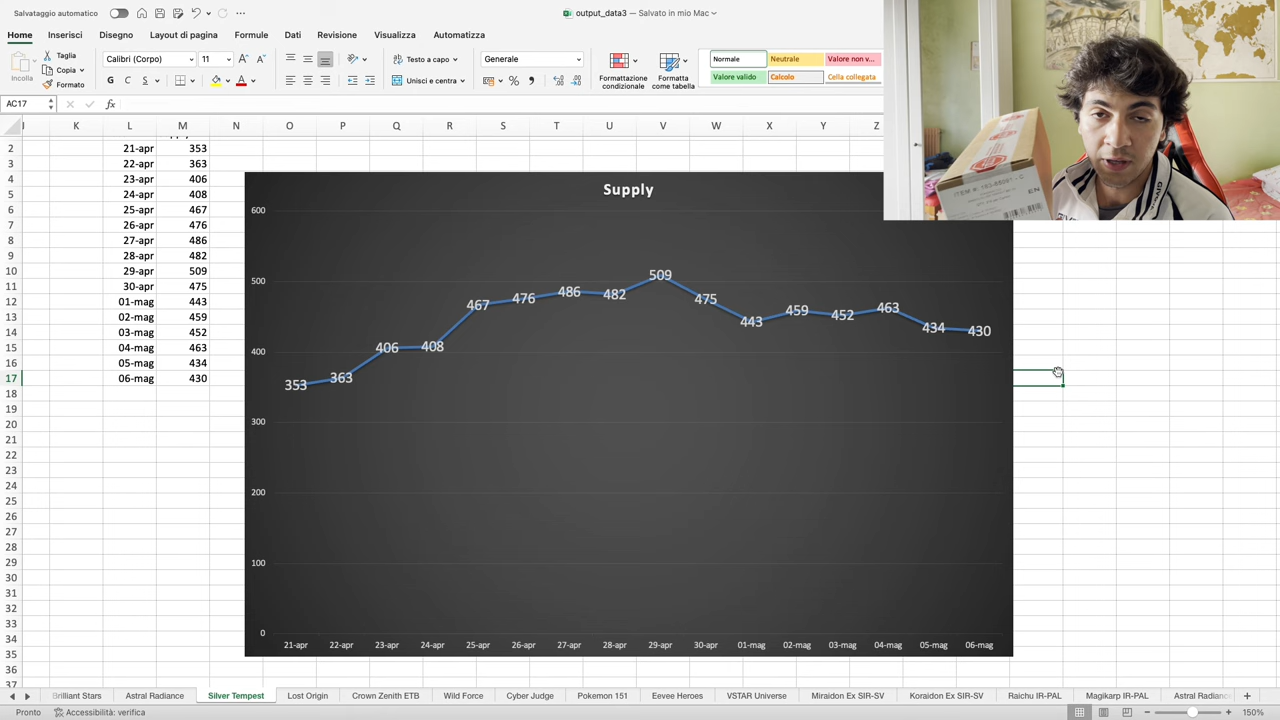 Salvataggio automatico
output_data3 — Salvato in mio Mac
Home Inserisci Disegno Layout di pagina Formule Dati Revisione Visualizza Automatizza
Incolla
Taglia
Copia
Formato
Calibri (Corpo) 11
G C S
Testo a capo
Unisci e centra
Generale
Formattazione condizionale
Formatta come tabella
Normale Neutrale Valore non v...
Valore valido Calcolo Cella collegata
AC17 fx
J K L M N O P Q R S T U V W X Y Z
2 21-apr 353
3 22-apr 363
4 23-apr 406
5 24-apr 408
6 25-apr 467
7 26-apr 476
8 27-apr 486
9 28-apr 482
10 29-apr 509
11 30-apr 475
12 01-mag 443
13 02-mag 459
14 03-mag 452
15 04-mag 463
16 05-mag 434
17 06-mag 430
18
19
20
21
22
23
24
25
26
27
28
29
30
31
32
33
34
35
36
37
Supply
600
500
400
300
200
100
0
353 363 406 408 467 476 486 482 509 475 443 459 452 463 434 430
21-apr 22-apr 23-apr 24-apr 25-apr 26-apr 27-apr 28-apr 29-apr 30-apr 01-mag 02-mag 03-mag 04-mag 05-mag 06-mag
EN
Brilliant Stars Astral Radiance Silver Tempest Lost Origin Crown Zenith ETB Wild Force Cyber Judge Pokemon 151 Eevee Heroes VSTAR Universe Miraidon Ex SIR-SV Koraidon Ex SIR-SV Raichu IR-PAL Magikarp IR-PAL Astral Radianc
Pronto Accessibilità: verifica 150%